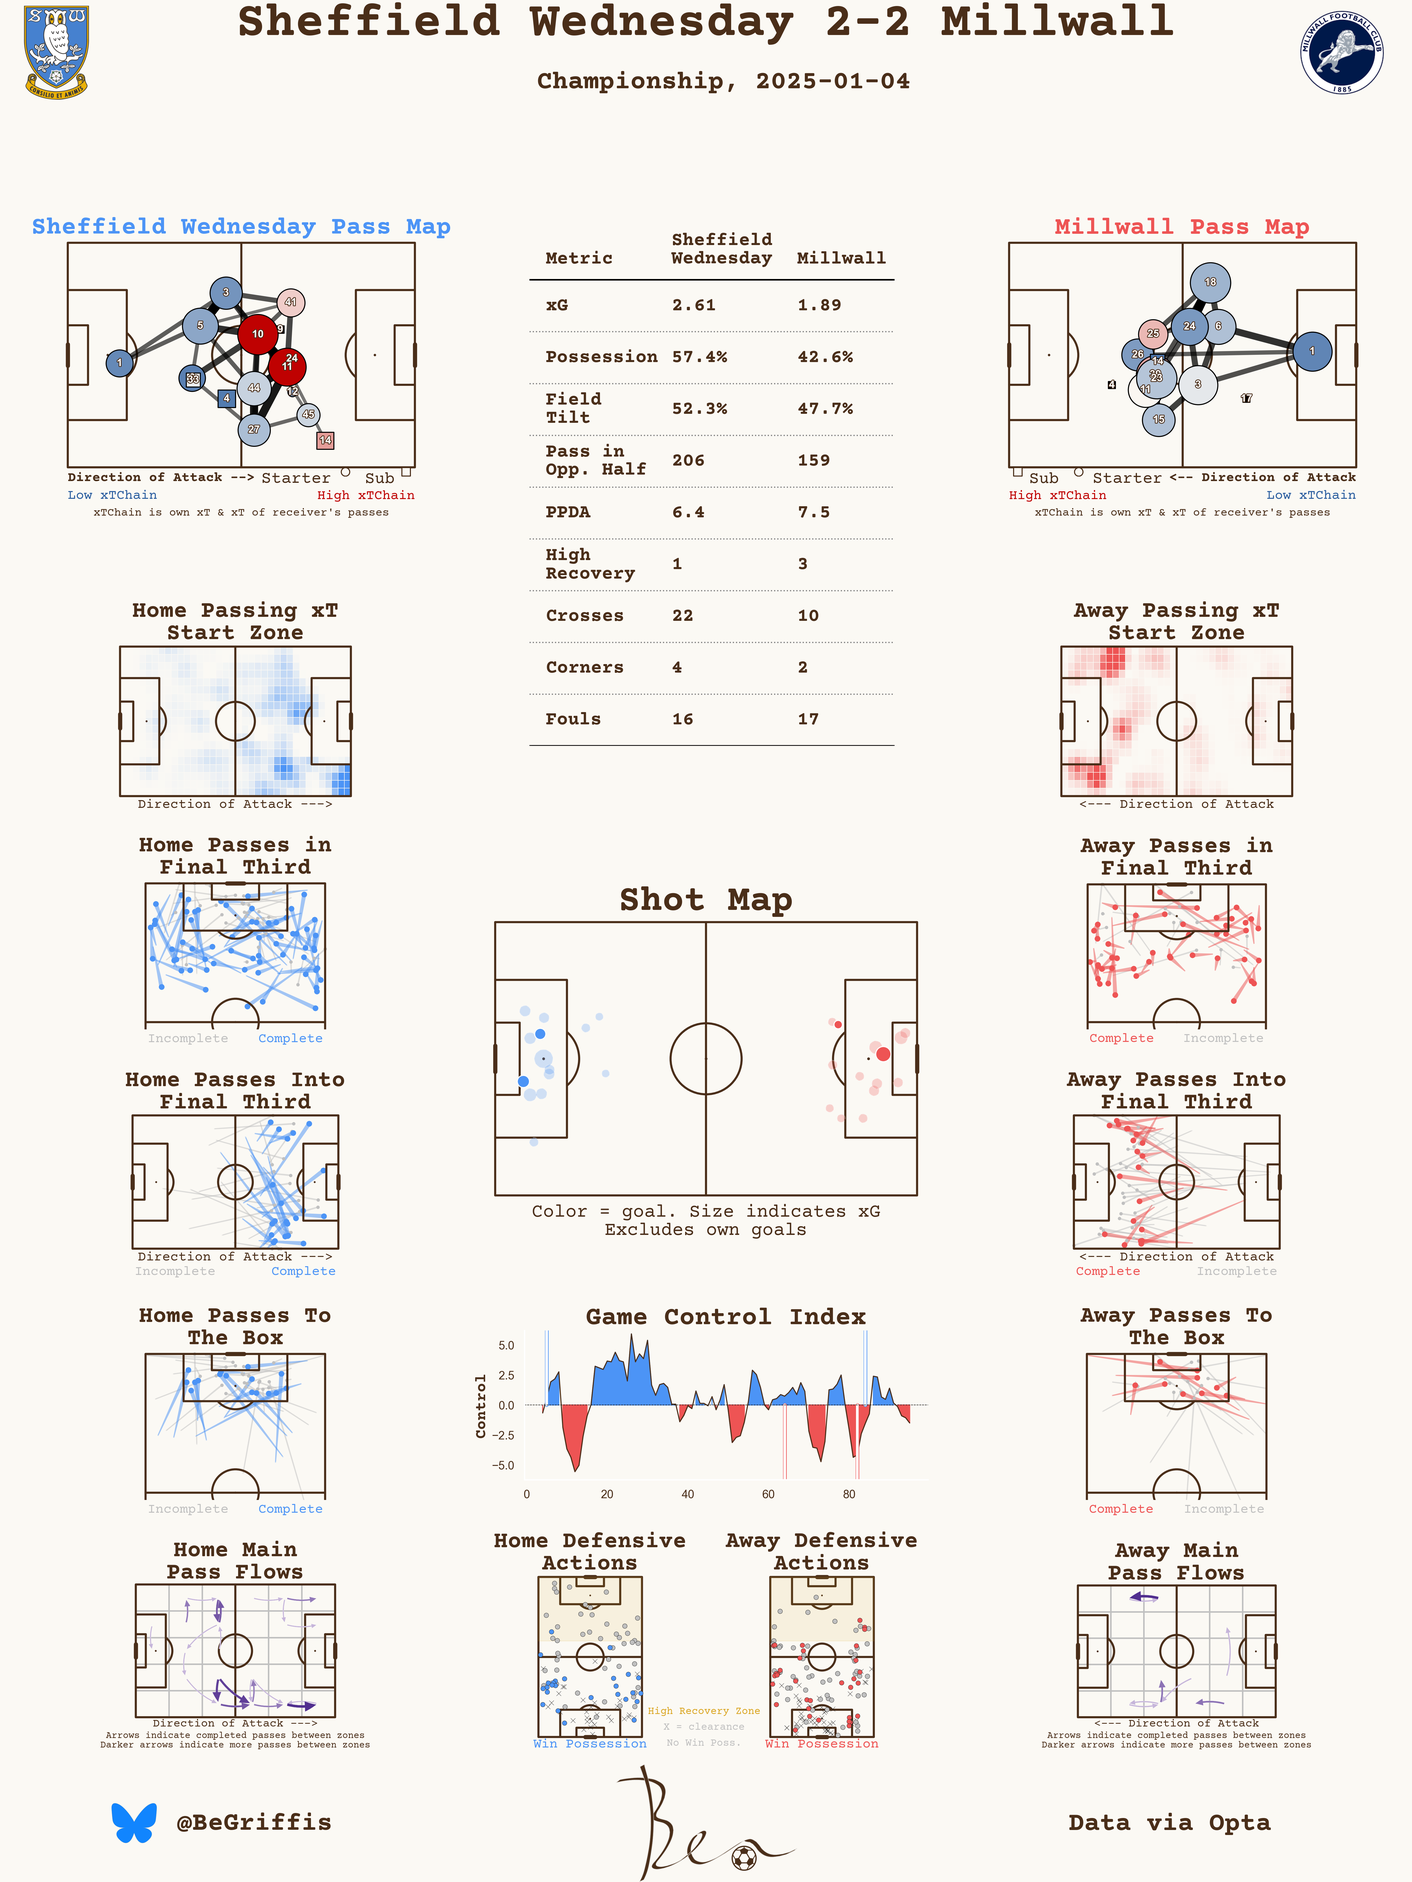 Sheffield Wednesday 2-2 Millwall
Championship, 2025-01-04
S W
CONSILIO ET ANIMIS
MILLWALL FOOTBALL CLUB
1885
Sheffield Wednesday Pass Map
3
41
5
10
9
1
24
11
33
44
12
4
45
27
14
Direction of Attack --> Starter Sub
Low xTChain High xTChain
xTChain is own xT & xT of receiver's passes
Metric Sheffield Wednesday Millwall
xG 2.61 1.89
Possession 57.4% 42.6%
Field Tilt 52.3% 47.7%
Pass in Opp. Half 206 159
PPDA 6.4 7.5
High Recovery 1 3
Crosses 22 10
Corners 4 2
Fouls 16 17
Millwall Pass Map
18
24
6
25
26
14
1
23
4
11
3
17
15
Sub Starter <-- Direction of Attack
High xTChain Low xTChain
xTChain is own xT & xT of receiver's passes
Home Passing xT
Start Zone
Direction of Attack --->
Away Passing xT
Start Zone
<--- Direction of Attack
Home Passes in
Final Third
Incomplete Complete
Shot Map
Color = goal. Size indicates xG
Excludes own goals
Away Passes in
Final Third
Complete Incomplete
Home Passes Into
Final Third
Direction of Attack --->
Incomplete Complete
Away Passes Into
Final Third
<--- Direction of Attack
Complete Incomplete
Home Passes To
The Box
Incomplete Complete
Game Control Index
Control
5.0
2.5
0.0
−2.5
−5.0
0 20 40 60 80
Away Passes To
The Box
Complete Incomplete
Home Main
Pass Flows
Direction of Attack --->
Arrows indicate completed passes between zones
Darker arrows indicate more passes between zones
Home Defensive
Actions
Win Possession
High Recovery Zone
X = clearance
No Win Poss.
Away Defensive
Actions
Win Possession
Away Main
Pass Flows
<--- Direction of Attack
Arrows indicate completed passes between zones
Darker arrows indicate more passes between zones
@BeGriffis
Ben
Data via Opta